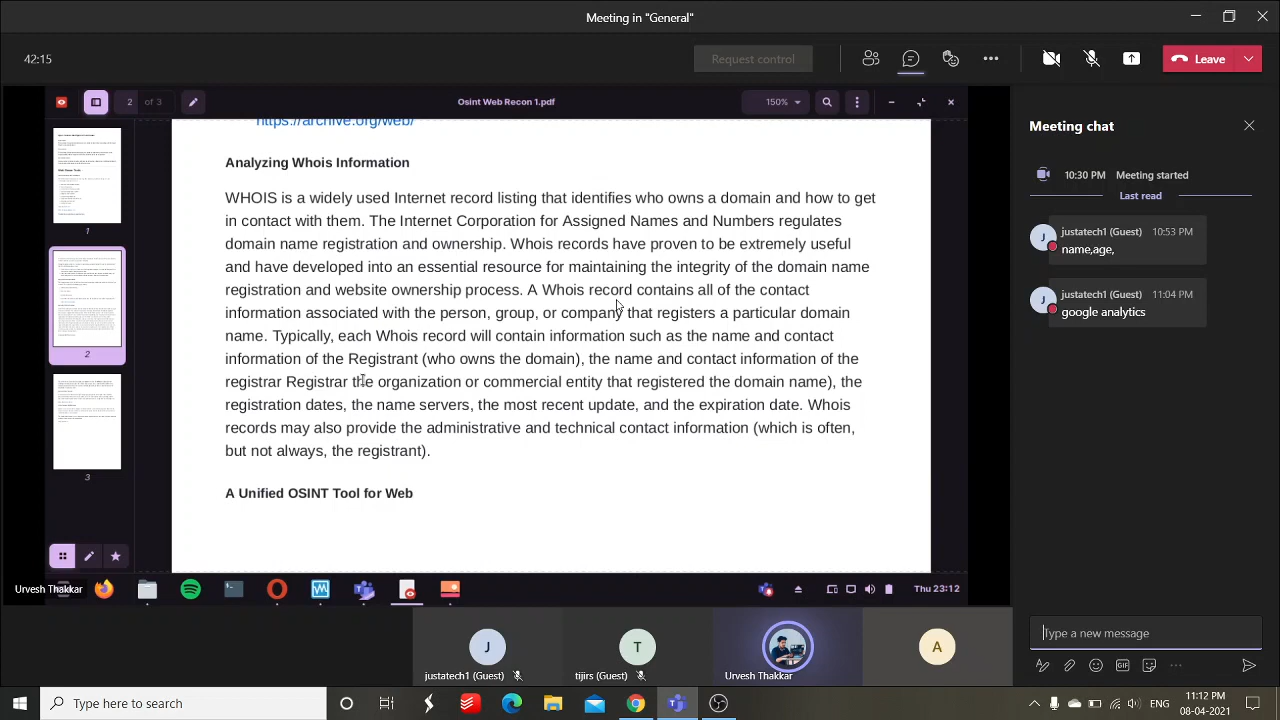 Meeting in "General"
42:15
Request control
Leave
2 of 3
Osint Web Recon 1.pdf
150%
https://archive.org/web/
Analyzing Whois Information
is a widely used Internet record listing that identifies who owns a domain and how to get
in contact with them. The Internet Corporation for Assigned Names and Numbers regulates
domain name registration and ownership. Whois records have proven to be extremely useful
and have developed into an essential resource for maintaining the integrity of the domain name
registration and website ownership process. A Whois record contains all of the contact
information associated with the person, group, or company that registers a particular domain
name. Typically, each Whois record will contain information such as the name and contact
information of the Registrant (who owns the domain), the name and contact information of the
registrar Registrar the organization or commercial entity that registered the domain name), the
registration dates, the name servers, the most recent update, and the expiration date. Whois
records may also provide the administrative and technical contact information (which is often,
but not always, the registrant).
A Unified OSINT Tool for Web
1
2
3
Urvesh Thakkar
Thu 23:12
Meeting chat
10:30 PM Meeting started
Last read
justatech1 (Guest) 10:53 PM
name,age
justatech1 (Guest) 11:04 PM
google analytics
Type a new message
GIF
J
T
A
justatech1 (Guest)
tijrs (Guest)
Urvesh Thakkar
Type here to search
ENG
11:12 PM
08-04-2021